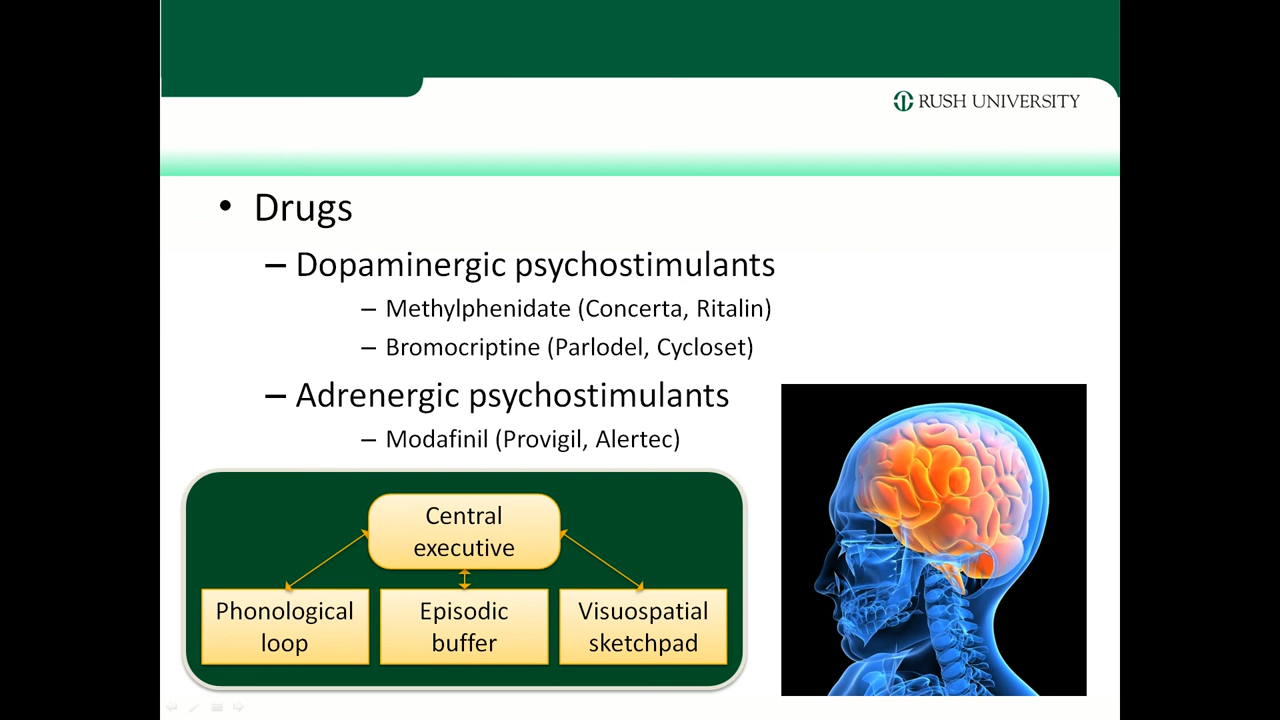 RUSH UNIVERSITY
• Drugs
– Dopaminergic psychostimulants
– Methylphenidate (Concerta, Ritalin)
– Bromocriptine (Parlodel, Cycloset)
– Adrenergic psychostimulants
– Modafinil (Provigil, Alertec)
Central
executive
Phonological
loop
Episodic
buffer
Visuospatial
sketchpad